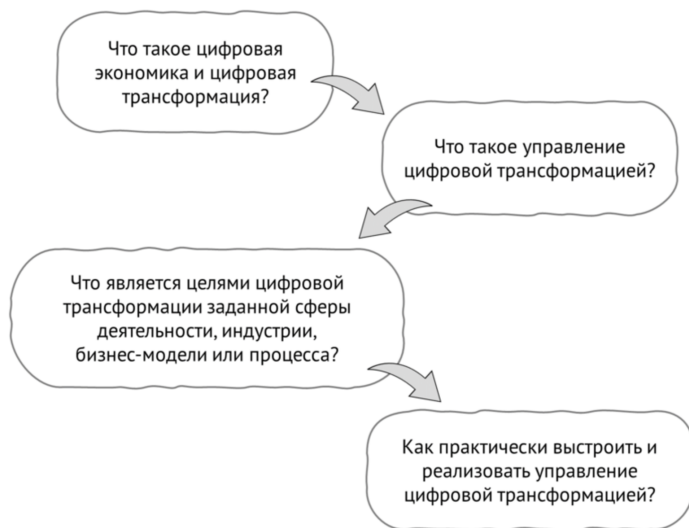 Что такое цифровая
экономика и цифровая
трансформация?
Что такое управление
цифровой трансформацией?
Что является целями цифровой
трансформации заданной сферы
деятельности, индустрии,
бизнес-модели или процесса?
Как практически выстроить и
реализовать управление
цифровой трансформацией?